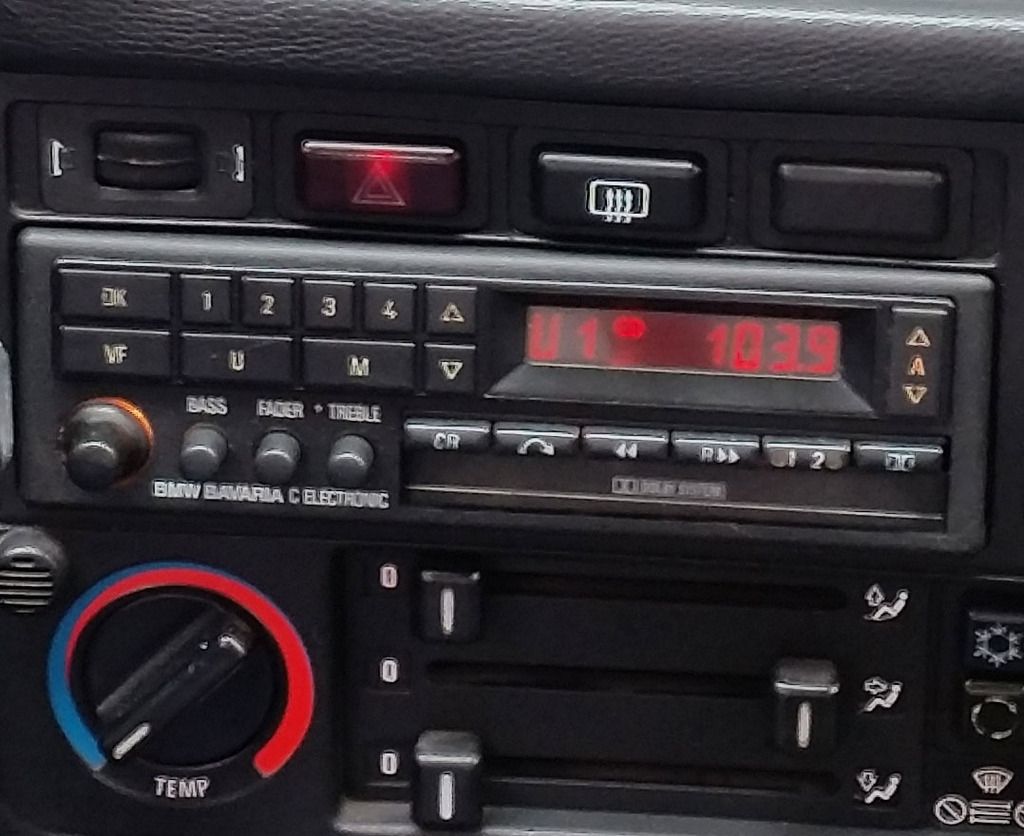 DK 1 2 3 4
U 1 103.9
VF U M
A
BASS FADER TREBLE
CR R 1 2
BMW BAVARIA C ELECTRONIC
0
0
0
TEMP